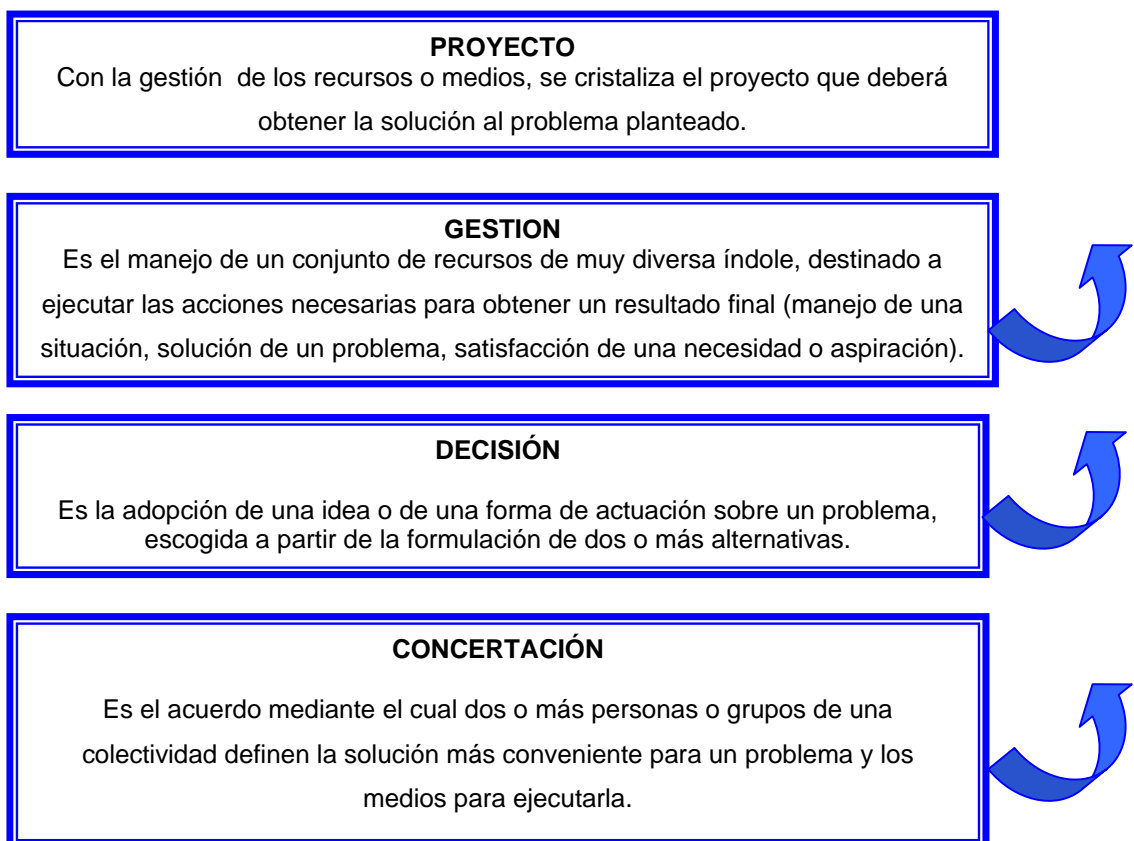 PROYECTO
Con la gestión  de los recursos o medios, se cristaliza el proyecto que deberá
obtener la solución al problema planteado.
GESTION
Es el manejo de un conjunto de recursos de muy diversa índole, destinado a
ejecutar las acciones necesarias para obtener un resultado final (manejo de una
situación, solución de un problema, satisfacción de una necesidad o aspiración).
DECISIÓN
Es la adopción de una idea o de una forma de actuación sobre un problema,
escogida a partir de la formulación de dos o más alternativas.
CONCERTACIÓN
Es el acuerdo mediante el cual dos o más personas o grupos de una
colectividad definen la solución más conveniente para un problema y los
medios para ejecutarla.